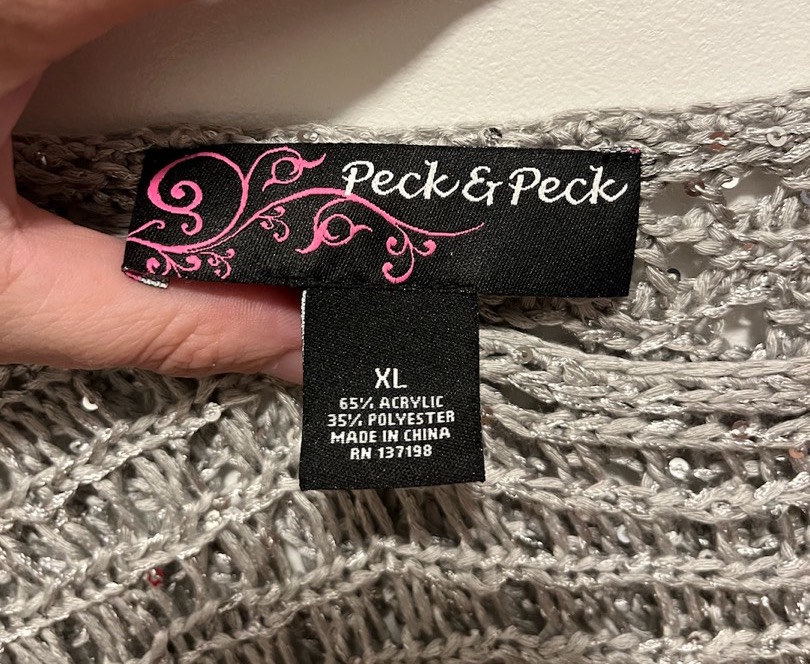 Peck & Peck
XL
65% ACRYLIC
35% POLYESTER
MADE IN CHINA
RN 137198